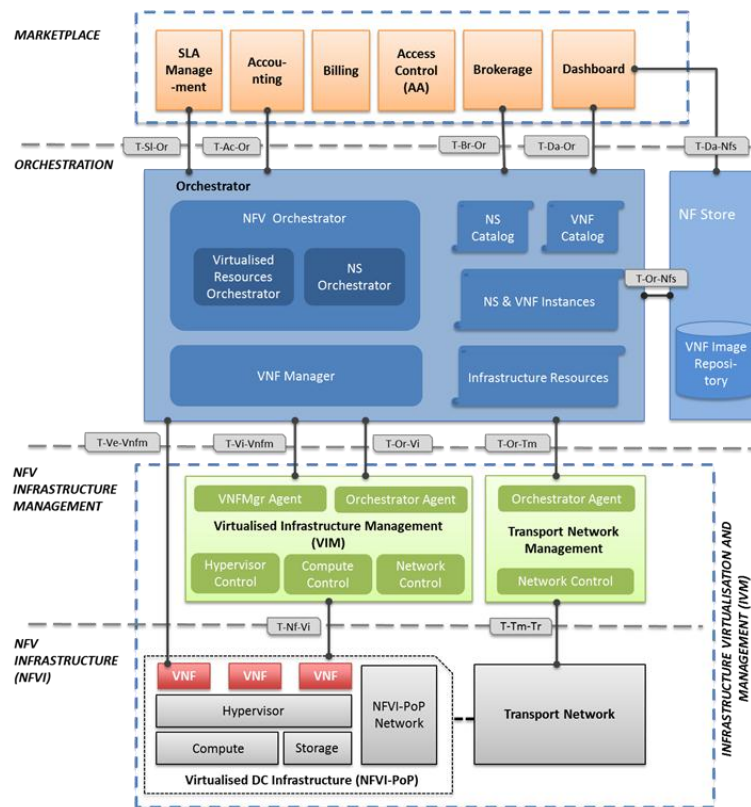 MARKETPLACE
SLA
Manage
-ment
Accou-
nting
Billing
Access
Control
(AA)
Brokerage
Dashboard
T-Sl-Or
T-Ac-Or
T-Br-Or
T-Da-Or
T-Da-Nfs
ORCHESTRATION
Orchestrator
NFV Orchestrator
Virtualised
Resources
Orchestrator
NS
Orchestrator
NS
Catalog
VNF
Catalog
NF Store
T-Or-Nfs
NS & VNF Instances
VNF Image
Reposi-
tory
VNF Manager
Infrastructure Resources
T-Ve-Vnfm
T-Vi-Vnfm
T-Or-Vi
T-Or-Tm
NFV
INFRASTRUCTURE
MANAGEMENT
VNFMgr Agent
Orchestrator Agent
Virtualised Infrastructure Management
(VIM)
Hypervisor
Control
Compute
Control
Network
Control
Orchestrator Agent
Transport Network
Management
Network Control
INFRASTRUCTURE VIRTUALISATION AND
MANAGEMENT (IVM)
T-Nf-Vi
T-Tm-Tr
NFV
INFRASTRUCTURE
(NFVI)
VNF
VNF
VNF
Hypervisor
Compute
Storage
NFVI-PoP
Network
Transport Network
Virtualised DC Infrastructure (NFVI-PoP)